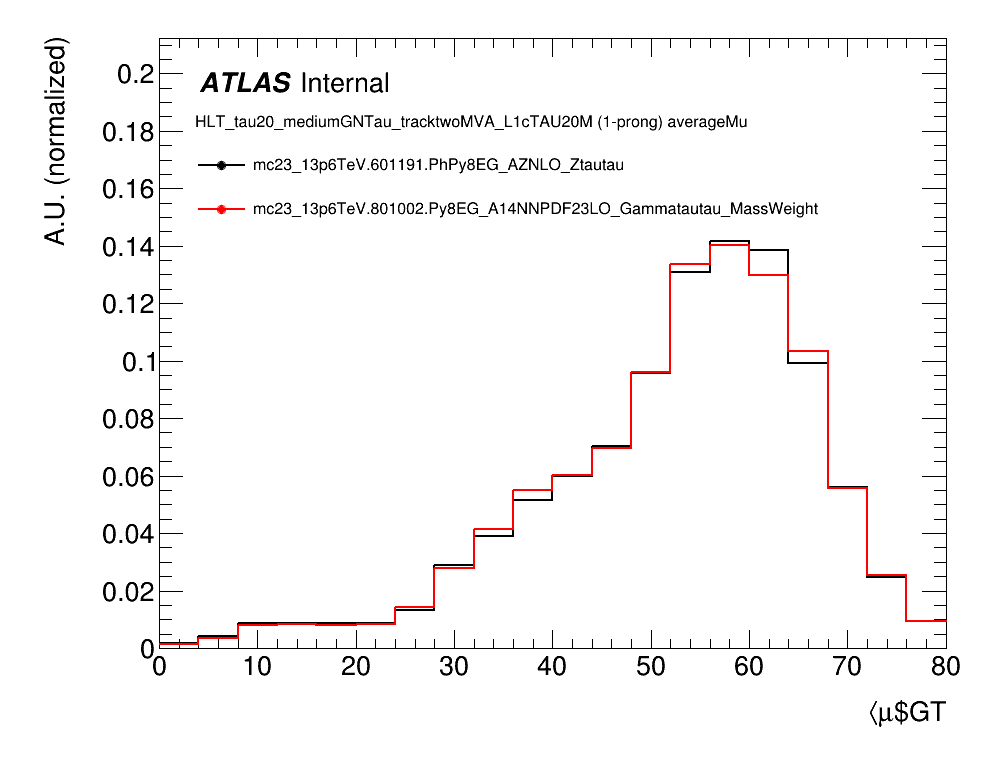 A.U. (normalized)
ATLAS Internal
HLT_tau20_mediumGNTau_tracktwoMVA_L1cTAU20M (1-prong) averageMu
mc23_13p6TeV.601191.PhPy8EG_AZNLO_Ztautau
mc23_13p6TeV.801002.Py8EG_A14NNPDF23LO_Gammatautau_MassWeight
0.2
0.18
0.16
0.14
0.12
0.1
0.08
0.06
0.04
0.02
0
0 10 20 30 40 50 60 70 80
⟨μ$GT